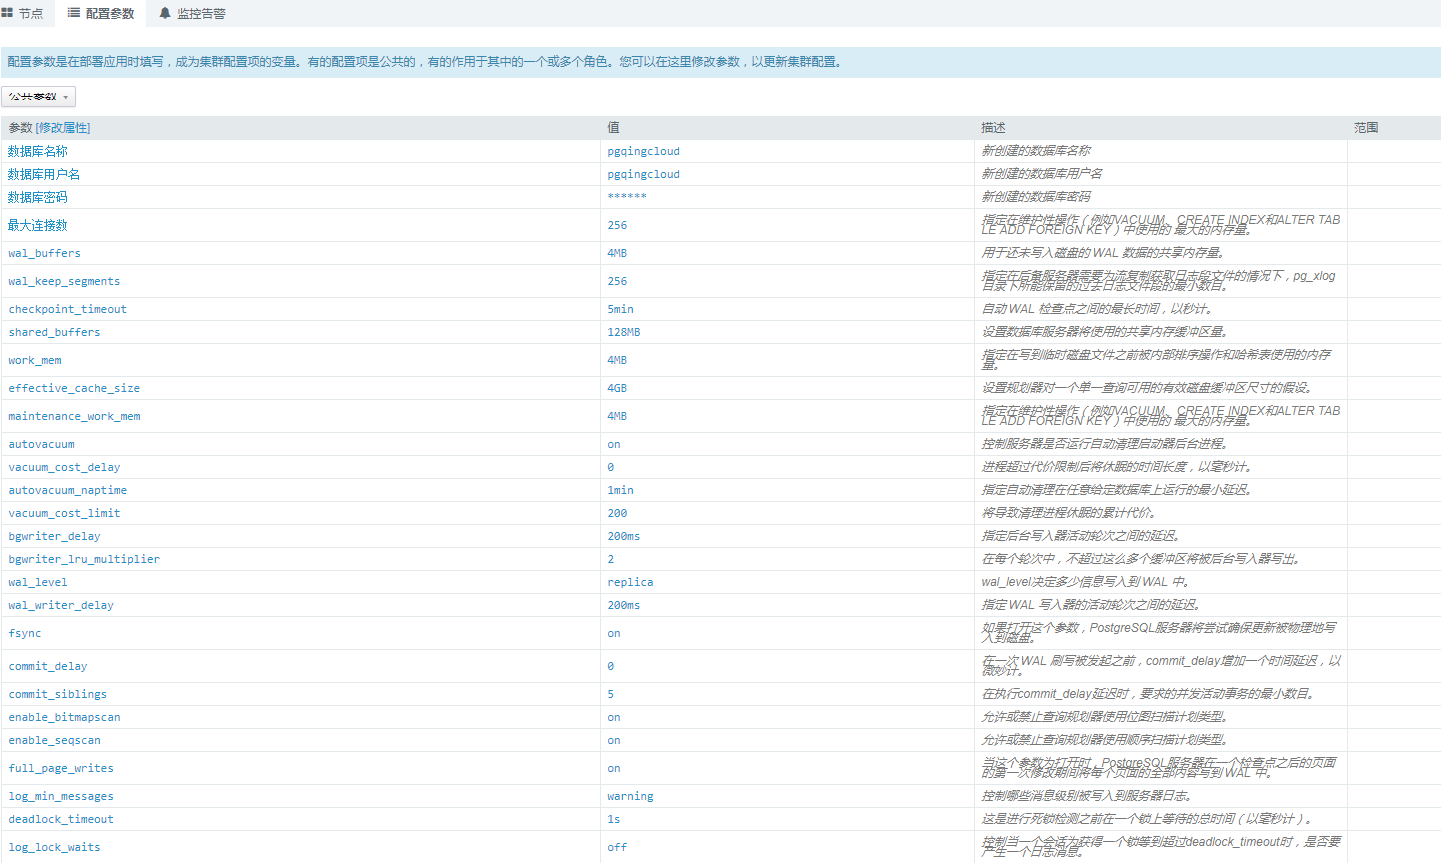 节点 配置参数 监控告警
配置参数是在部署应用时填写，成为集群配置项的变量。有的配置项是公共的，有的作用于其中的一个或多个角色。您可以在这里修改参数，以更新集群配置。
公共参数
参数 [修改属性] 值 描述 范围
数据库名称 pgqingcloud 新创建的数据库名称
数据库用户名 pgqingcloud 新创建的数据库用户名
数据库密码 ****** 新创建的数据库密码
最大连接数 256 指定在维护性操作（例如VACUUM、CREATE INDEX和ALTER TAB
LE ADD FOREIGN KEY）中使用的 最大的内存量。
wal_buffers 4MB 用于还未写入磁盘的 WAL 数据的共享内存量。
wal_keep_segments 256 指定在后备服务器需要为流复制获取日志段文件的情况下，pg_xlog
目录下所能保留的过去日志文件段的最小数目。
checkpoint_timeout 5min 自动 WAL 检查点之间的最长时间，以秒计。
shared_buffers 128MB 设置数据库服务器将使用的共享内存缓冲区量。
work_mem 4MB 指定在写到临时磁盘文件之前被内部排序操作和哈希表使用的内存
量。
effective_cache_size 4GB 设置规划器对一个单一查询可用的有效磁盘缓冲区尺寸的假设。
maintenance_work_mem 4MB 指定在维护性操作（例如VACUUM、CREATE INDEX和ALTER TAB
LE ADD FOREIGN KEY）中使用的 最大的内存量。
autovacuum on 控制服务器是否运行自动清理启动器后台进程。
vacuum_cost_delay 0 进程超过代价限制后将休眠的时间长度，以毫秒计。
autovacuum_naptime 1min 指定自动清理在任意给定数据库上运行的最小延迟。
vacuum_cost_limit 200 将导致清理进程休眠的累计代价。
bgwriter_delay 200ms 指定后台写入器活动轮次之间的延迟。
bgwriter_lru_multiplier 2 在每个轮次中，不超过这么多个缓冲区将被后台写入器写出。
wal_level replica wal_level决定多少信息写入到 WAL 中。
wal_writer_delay 200ms 指定 WAL 写入器的活动轮次之间的延迟。
fsync on 如果打开这个参数，PostgreSQL服务器将尝试确保更新被物理地写
入到磁盘。
commit_delay 0 在一次 WAL 刷写被发起之前，commit_delay增加一个时间延迟，以
微妙计。
commit_siblings 5 在执行commit_delay延迟时，要求的并发活动事务的最小数目。
enable_bitmapscan on 允许或禁止查询规划器使用位图扫描计划类型。
enable_seqscan on 允许或禁止查询规划器使用顺序扫描计划类型。
full_page_writes on 当这个参数为打开时，PostgreSQL服务器在一个检查点之后的页面
的第一次修改期间将每个页面的全部内容写到 WAL 中。
log_min_messages warning 控制哪些消息级别被写入到服务器日志。
deadlock_timeout 1s 这是进行死锁检测之前在一个锁上等待的总时间（以毫秒计）。
log_lock_waits off 控制当一个会话为获得一个锁等到超过deadlock_timeout时，是否要
产生一个日志消息。